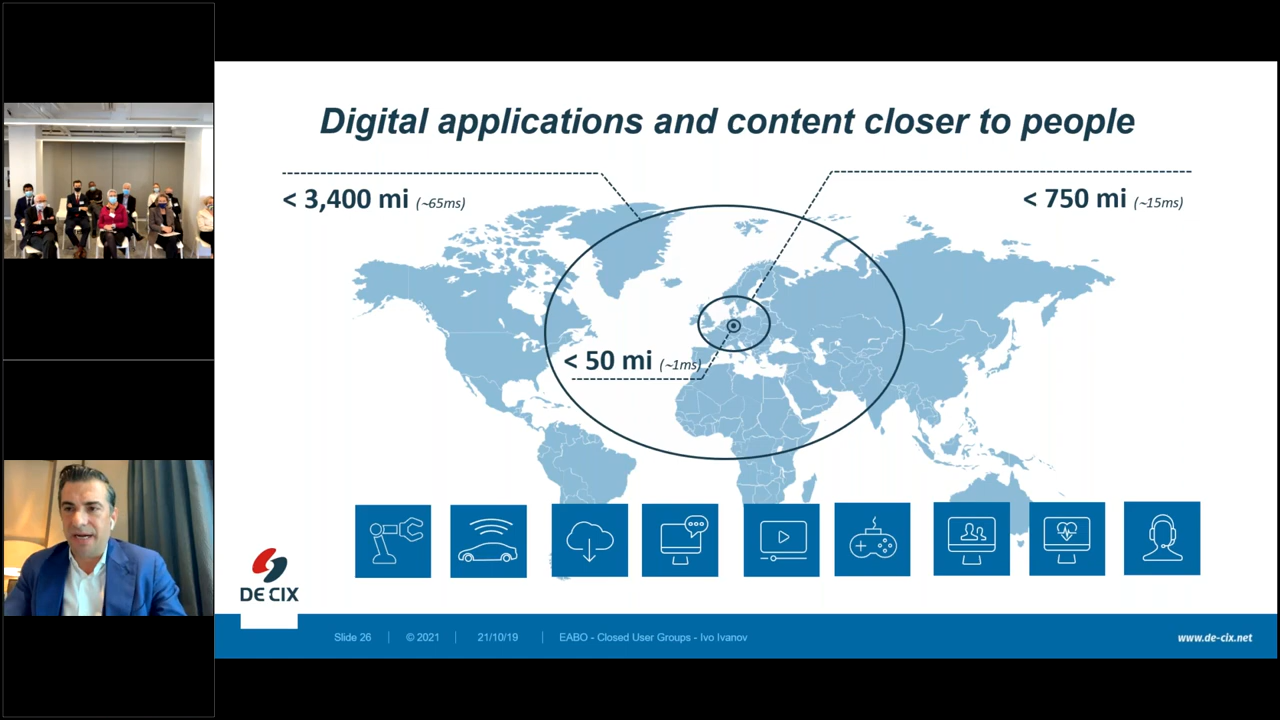 Digital applications and content closer to people
< 3,400 mi (~65ms)
< 750 mi (~15ms)
< 50 mi (~1ms)
DE CIX
Slide 26 | © 2021 | 21/10/19 | EABO - Closed User Groups - Ivo Ivanov
www.de-cix.net